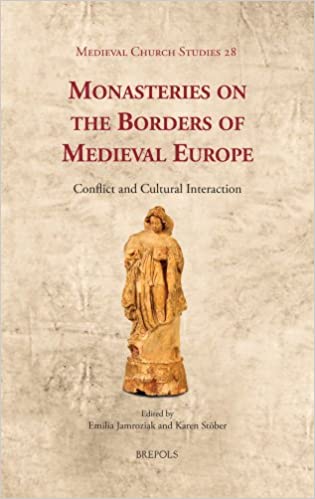 Medieval Church Studies 28
Monasteries on
the Borders of
Medieval Europe
Conflict and Cultural Interaction
Edited by
Emilia Jamroziak and Karen Stöber
BREPOLS